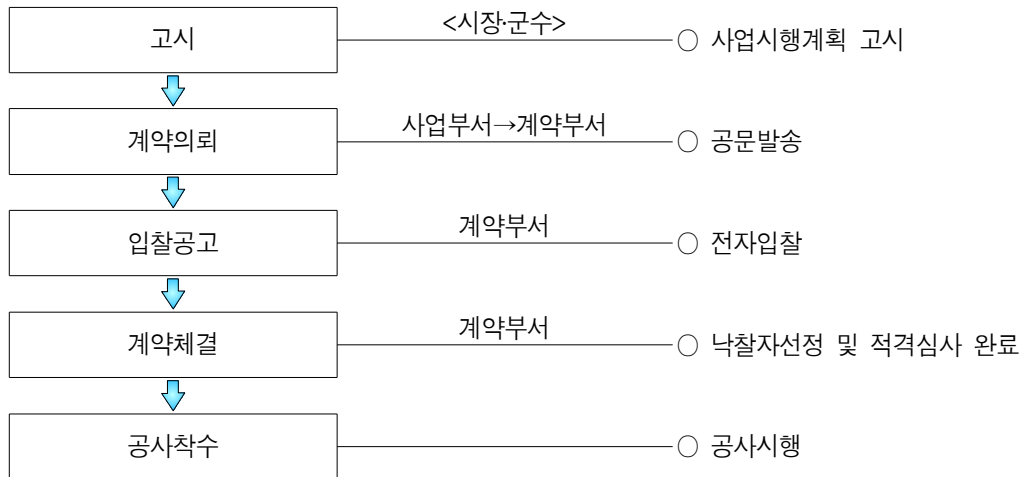 고시 <시장·군수> ○ 사업시행계획 고시
계약의뢰 사업부서→계약부서 ○ 공문발송
입찰공고 계약부서 ○ 전자입찰
계약체결 계약부서 ○ 낙찰자선정 및 적격심사 완료
공사착수 ○ 공사시행